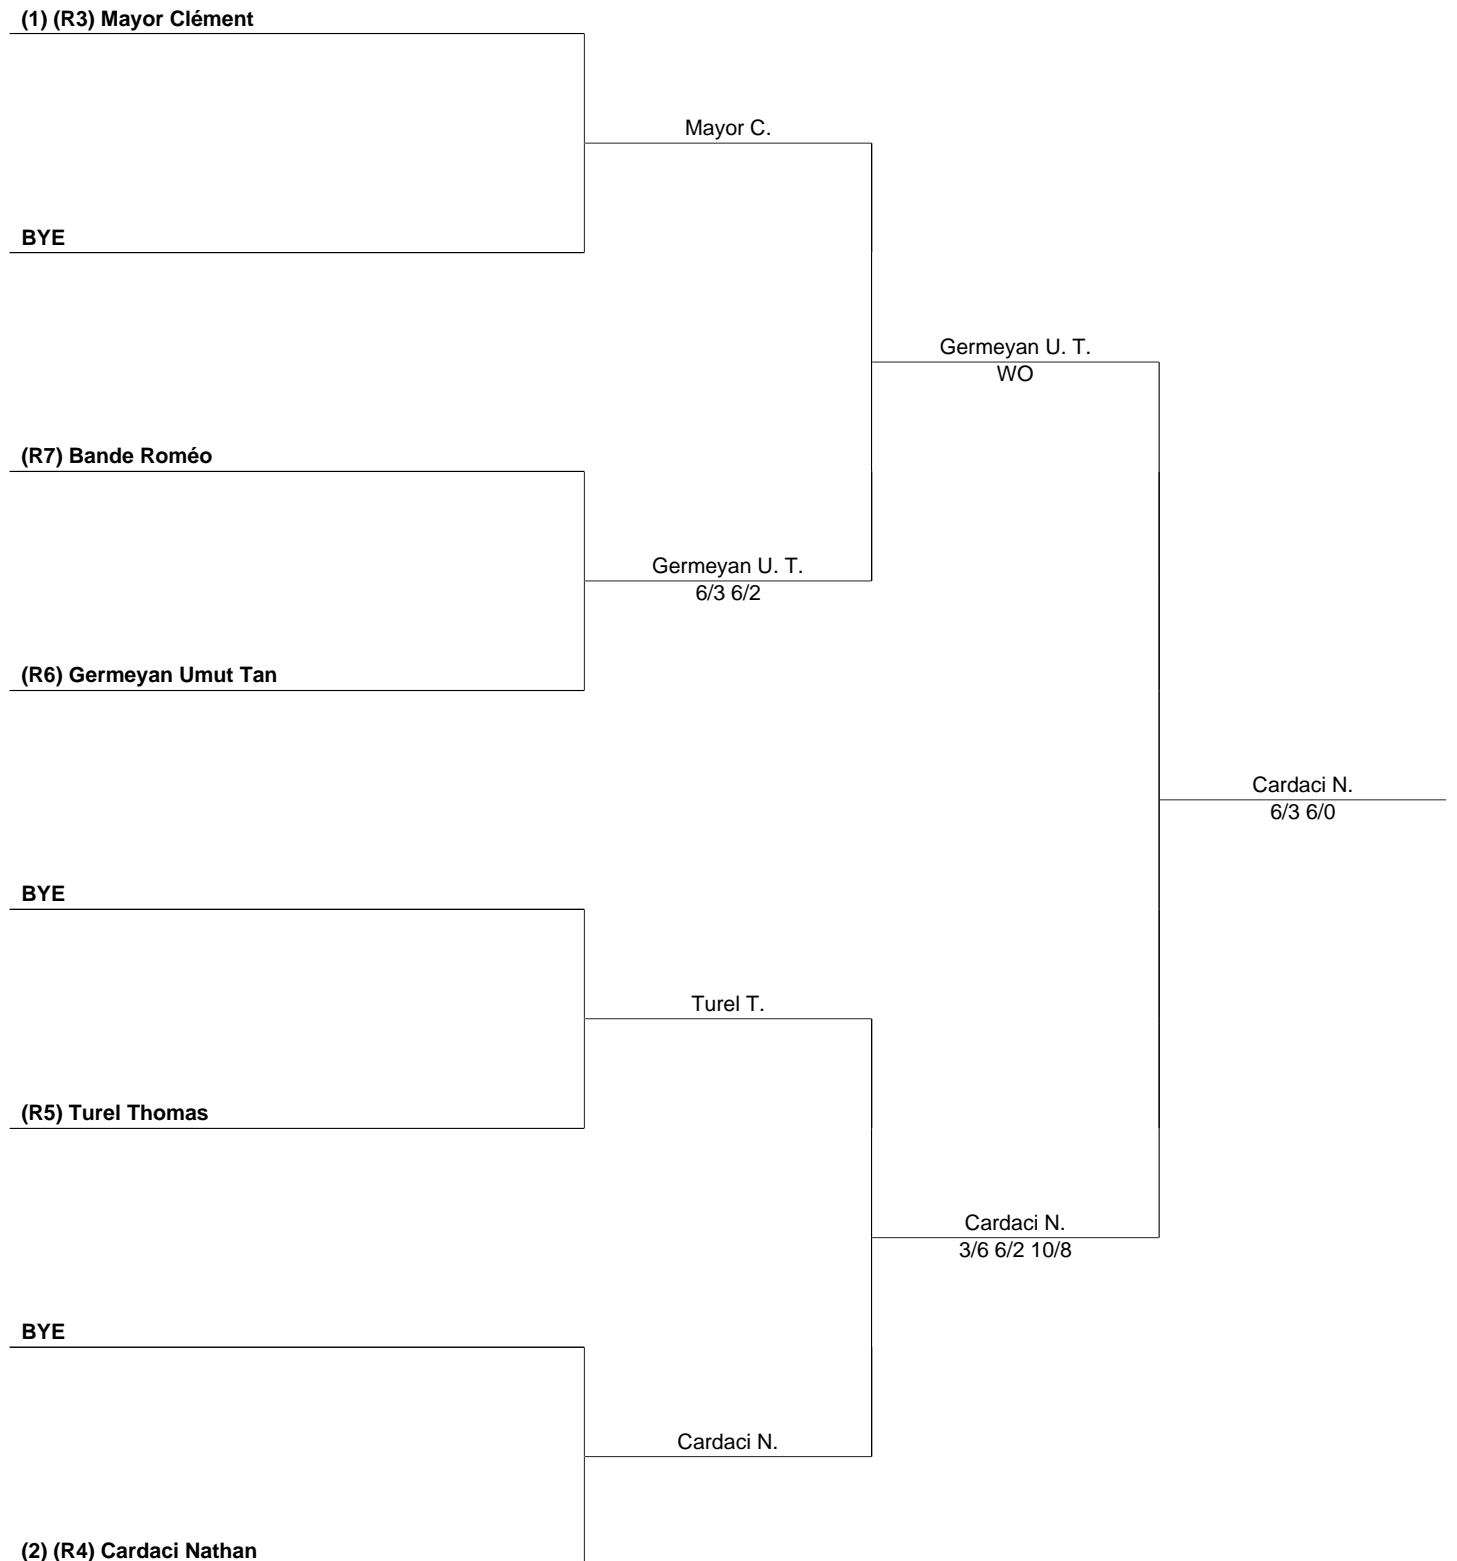 (1) (R3) Mayor Clément
Mayor C.
BYE
Germeyan U. T.
WO
(R7) Bande Roméo
Germeyan U. T.
6/3 6/2
(R6) Germeyan Umut Tan
Cardaci N.
6/3 6/0
BYE
Turel T.
(R5) Turel Thomas
Cardaci N.
3/6 6/2 10/8
BYE
Cardaci N.
(2) (R4) Cardaci Nathan